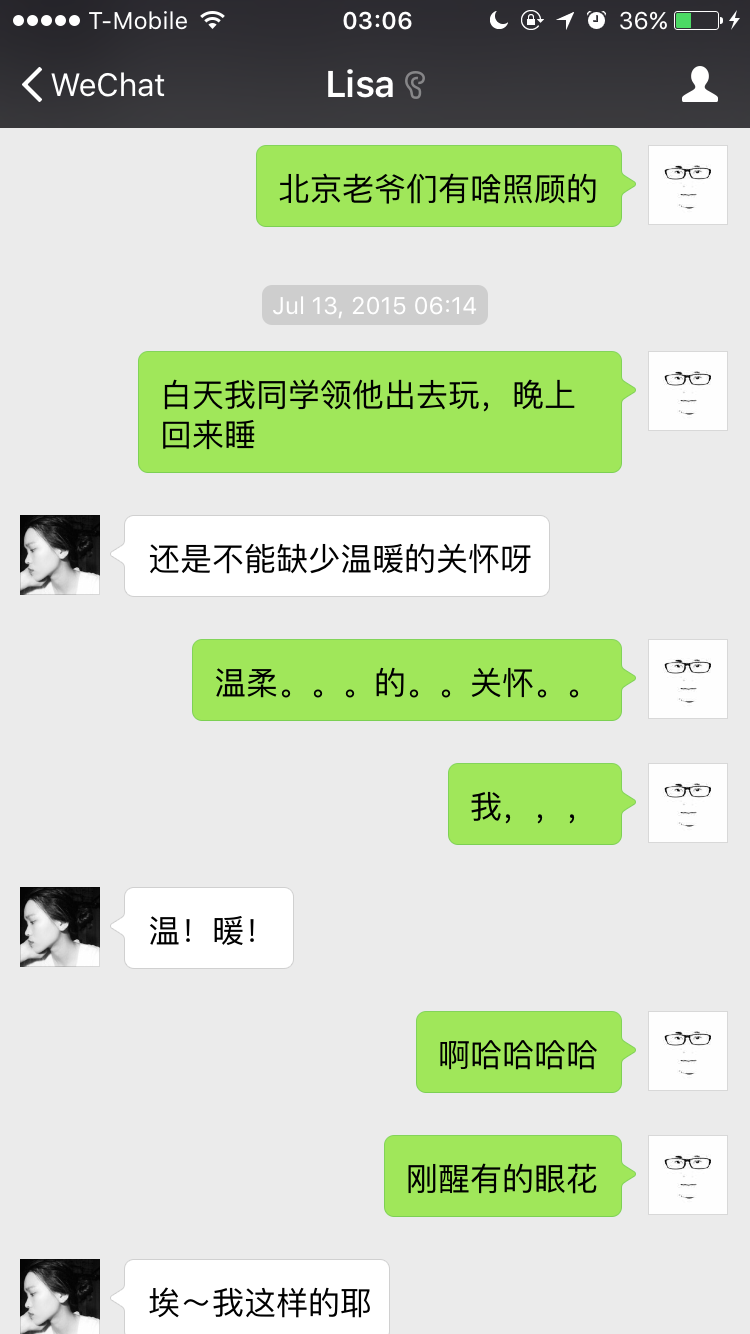 T-Mobile 03:06 36%
WeChat Lisa
北京老爷们有啥照顾的
Jul 13, 2015 06:14
白天我同学领他出去玩，晚上
回来睡
还是不能缺少温暖的关怀呀
温柔。。。的。。关怀。。
我，，，
温！暖！
啊哈哈哈哈
刚醒有的眼花
埃～我这样的耶